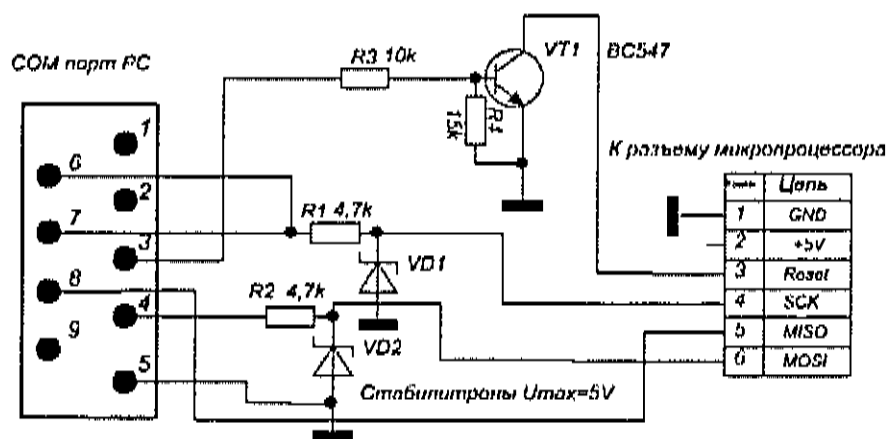 COM порт PC
R3 10k
VT1
BC547
R4
15k
К разъему микропроцессора
Цепь
1 GND
2 +5V
3 Reset
4 SCK
5 MISO
6 MOSI
1
6
2
7
3
8
4
9
5
R1 4,7k
VD1
R2 4,7k
VD2
Стабилитроны Umax=5V